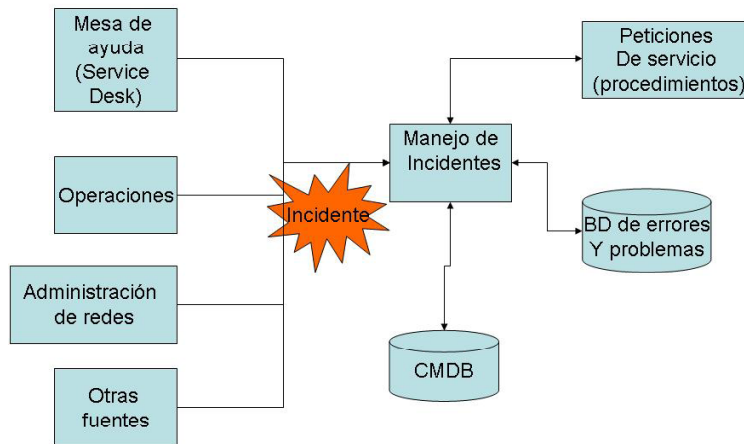 Mesa de
ayuda
(Service
Desk)
Operaciones
Administración
de redes
Otras
fuentes
Incidente
Manejo de
Incidentes
CMDB
Peticiones
De servicio
(procedimientos)
BD de errores
Y problemas